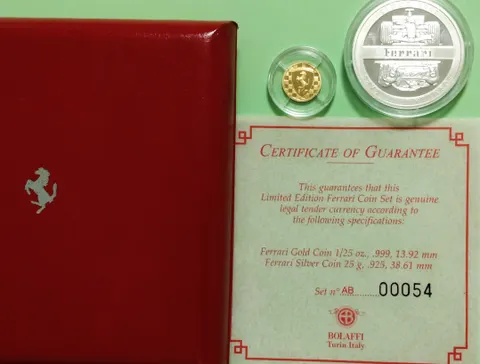 Ferrari
CERTIFICATE OF GUARANTEE
This guarantees that this
Limited Edition Ferrari Coin Set is genuine
legal tender currency according to
the following specifications:
Ferrari Gold Coin 1/25 oz., .999, 13.92 mm
Ferrari Silver Coin 25 g, .925, 38.61 mm
Set n° AB 00054
BOLAFFI
Turin Italy